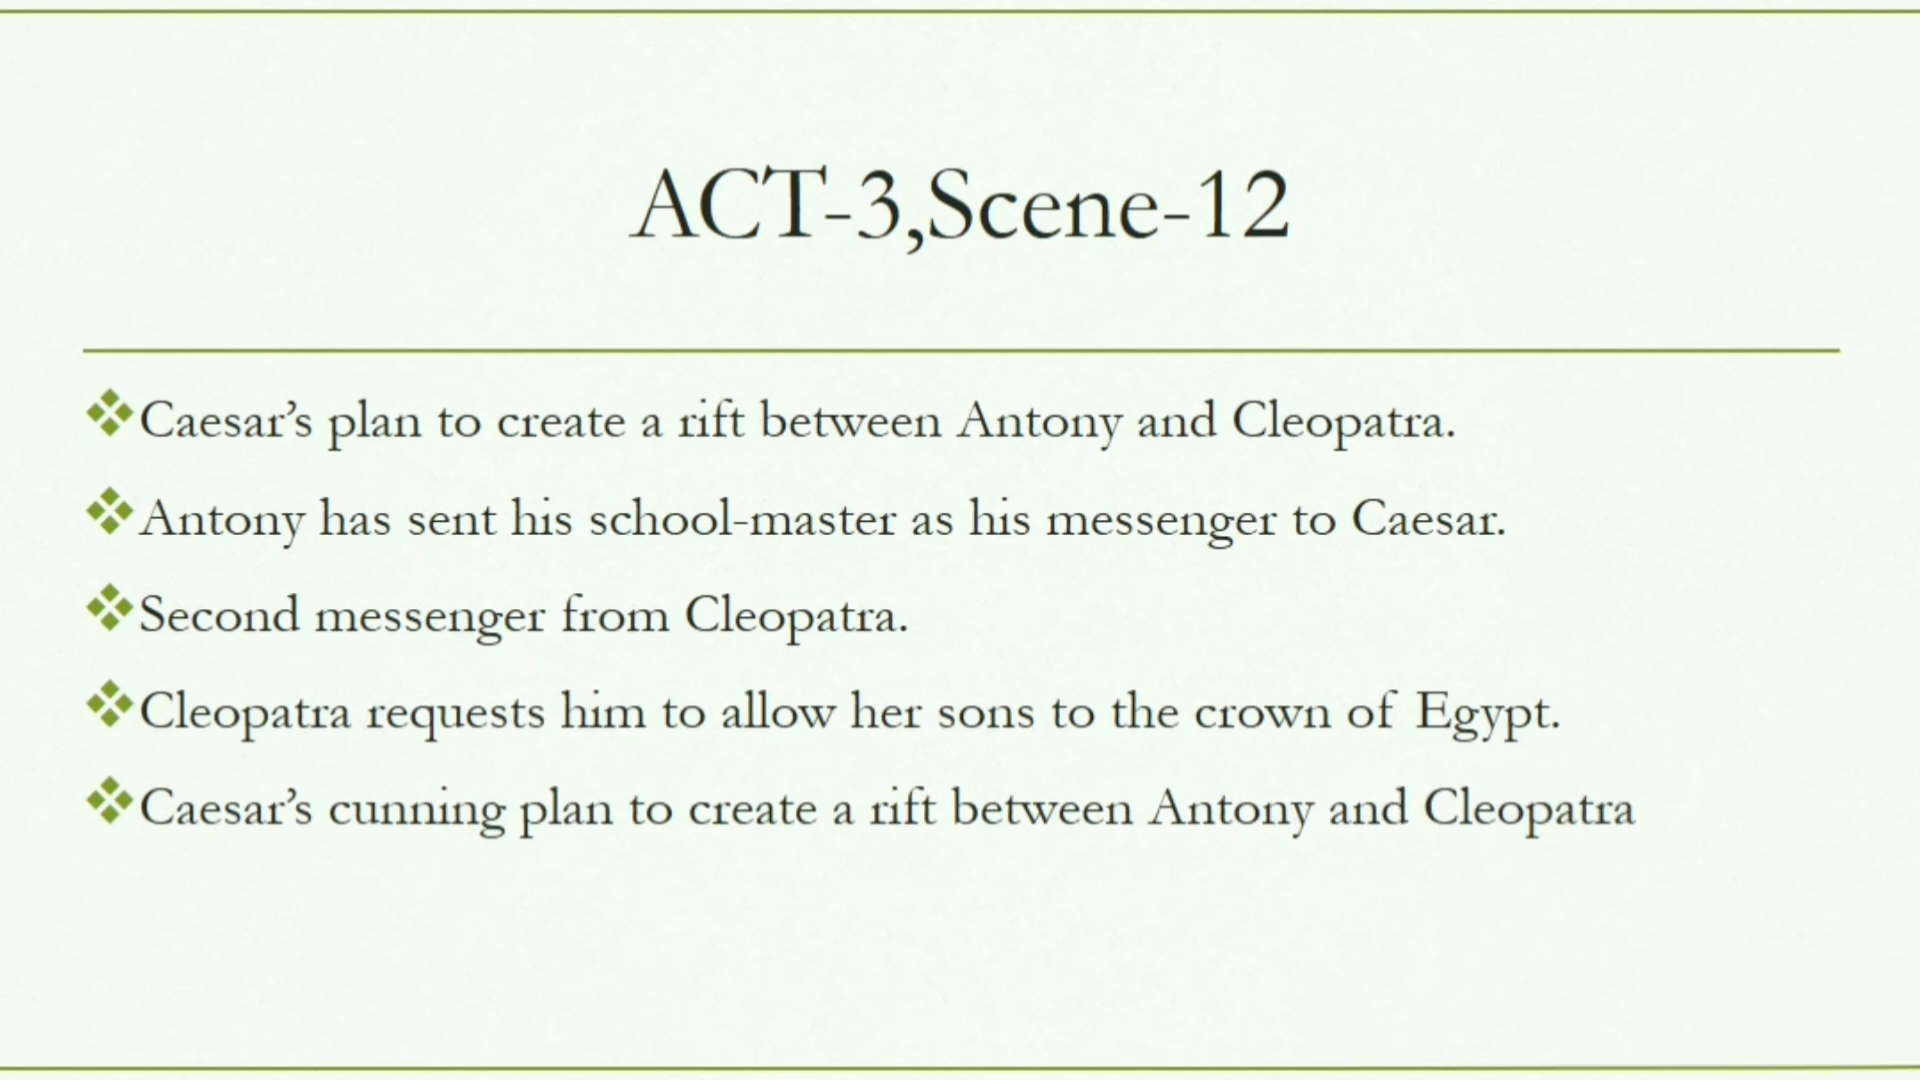 ACT-3,Scene-12
Caesar’s plan to create a rift between Antony and Cleopatra.
Antony has sent his school-master as his messenger to Caesar.
Second messenger from Cleopatra.
Cleopatra requests him to allow her sons to the crown of Egypt.
Caesar’s cunning plan to create a rift between Antony and Cleopatra